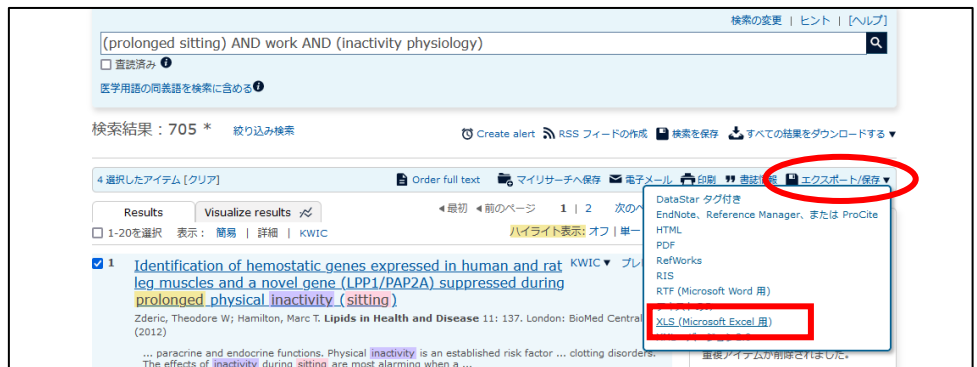 検索の変更 | ヒント | [ヘルプ]
(prolonged sitting) AND work AND (inactivity physiology)
査読済み
医学用語の同義語を検索に含める
検索結果：705 * 絞り込み検索
Create alert RSS フィードの作成 検索を保存 すべての結果をダウンロードする ▼
4 選択したアイテム [クリア] Order full text マイリサーチへ保存 電子メール 印刷 書誌情報 エクスポート/保存 ▼
Results Visualize results ◀最初 ◀前のページ 1 | 2
1-20を選択 表示： 簡易 | 詳細 | KWIC ハイライト表示: オフ | 単一
DataStar タグ付き
EndNote、Reference Manager、または ProCite
HTML
PDF
RefWorks
RIS
RTF (Microsoft Word 用)
XLS (Microsoft Excel 用)
1 Identification of hemostatic genes expressed in human and rat KWIC ▼
leg muscles and a novel gene (LPP1/PAP2A) suppressed during
prolonged physical inactivity (sitting)
Zderic, Theodore W; Hamilton, Marc T. Lipids in Health and Disease 11: 137. London: BioMed Central
(2012)
... paracrine and endocrine functions. Physical inactivity is an established risk factor ... clotting disorders.
The effects of inactivity during sitting are most alarming when a ...
重複アイテムが削除されました。